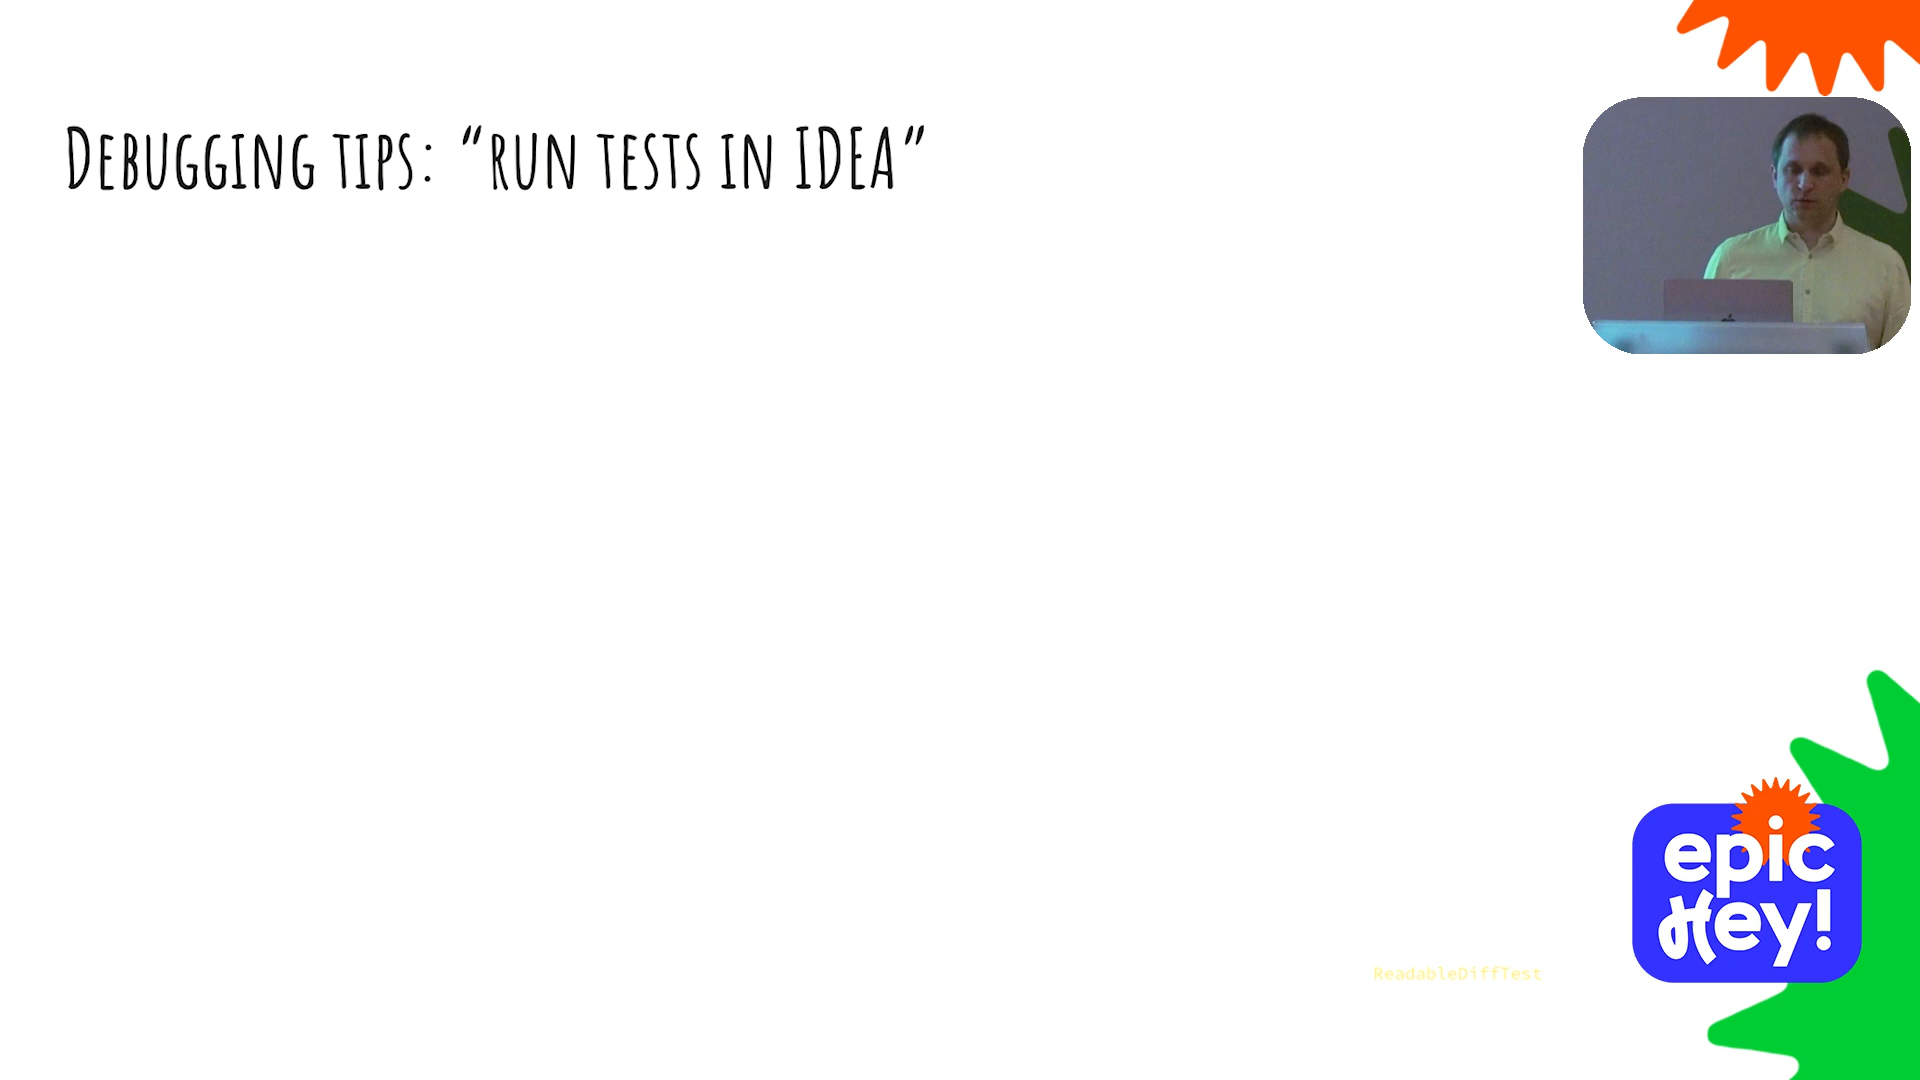 Debugging tips: “run tests in IDEA”
ReadableDiffTest
epic
Hey!